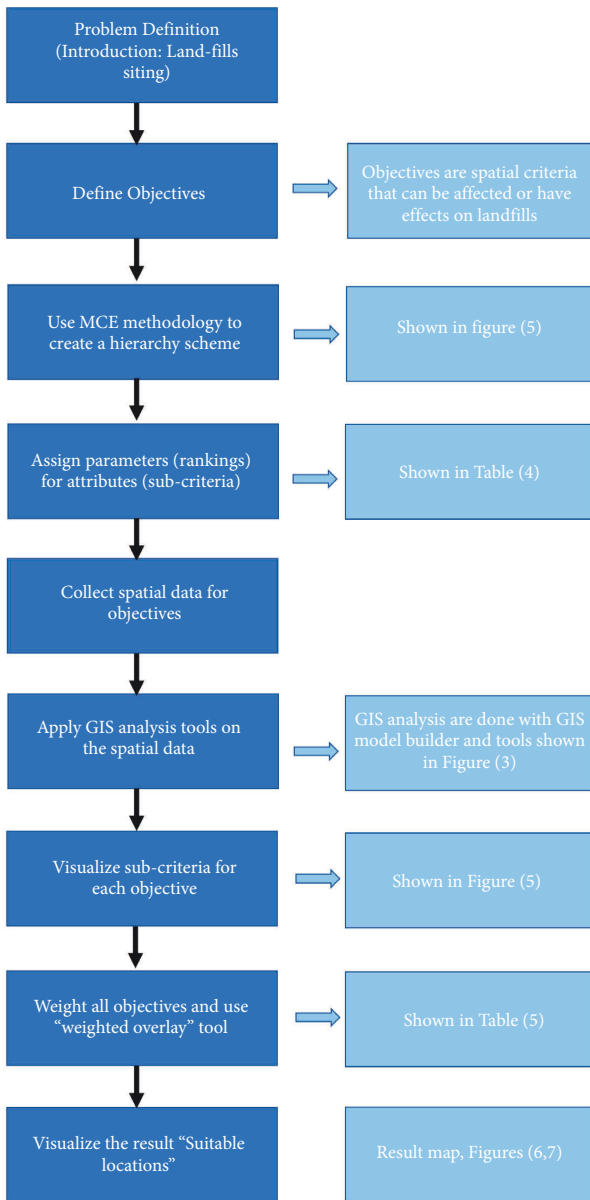 Problem Definition
(Introduction: Land-fills
siting)
Define Objectives
Objectives are spatial criteria
that can be affected or have
effects on landfills
Use MCE methodology to
create a hierarchy scheme
Shown in figure (5)
Assign parameters (rankings)
for attributes (sub-criteria)
Shown in Table (4)
Collect spatial data for
objectives
Apply GIS analysis tools on
the spatial data
GIS analysis are done with GIS
model builder and tools shown
in Figure (3)
Visualize sub-criteria for
each objective
Shown in Figure (5)
Weight all objectives and use
“weighted overlay” tool
Shown in Table (5)
Visualize the result “Suitable
locations”
Result map, Figures (6,7)